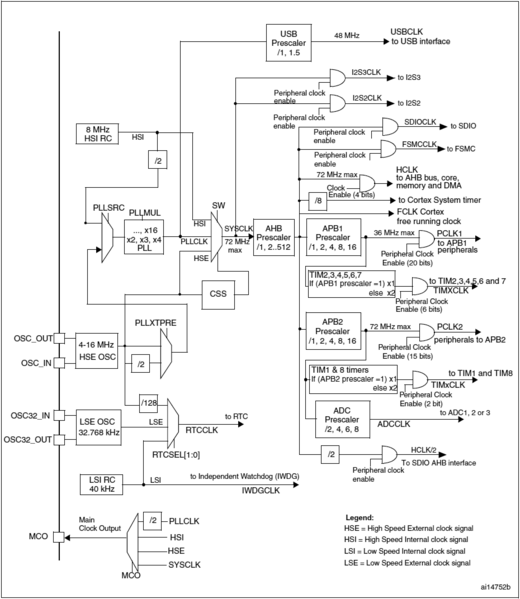 USB
Prescaler
/1, 1.5
48 MHz
USBCLK
to USB interface
I2S3CLK
to I2S3
Peripheral clock
enable
I2S2CLK
to I2S2
Peripheral clock
enable
SDIOCLK
to SDIO
Peripheral clock
enable
FSMCCLK
to FSMC
Peripheral clock
enable
8 MHz
HSI RC
HSI
/2
72 MHz max
Clock
Enable (4 bits)
HCLK
to AHB bus, core,
memory and DMA
/8
to Cortex System timer
FCLK Cortex
free running clock
PLLSRC
PLLMUL
..., x16
x2, x3, x4
PLL
SW
HSI
PLLCLK
HSE
SYSCLK
72 MHz
max
AHB
Prescaler
/1, 2..512
APB1
Prescaler
/1, 2, 4, 8, 16
36 MHz max
PCLK1
to APB1
peripherals
Peripheral Clock
Enable (20 bits)
CSS
TIM2,3,4,5,6,7
If (APB1 prescaler =1) x1
else x2
to TIM2,3,4,5,6 and 7
TIMXCLK
Peripheral Clock
Enable (6 bits)
OSC_OUT
OSC_IN
4-16 MHz
HSE OSC
PLLXTPRE
/2
APB2
Prescaler
/1, 2, 4, 8, 16
72 MHz max
PCLK2
peripherals to APB2
Peripheral Clock
Enable (15 bits)
TIM1 & 8 timers
If (APB2 prescaler =1) x1
else x2
to TIM1 and TIM8
TIMxCLK
Peripheral Clock
Enable (2 bit)
OSC32_IN
OSC32_OUT
LSE OSC
32.768 kHz
/128
LSE
to RTC
RTCCLK
RTCSEL[1:0]
ADC
Prescaler
/2, 4, 6, 8
to ADC1, 2 or 3
ADCCLK
/2
HCLK/2
To SDIO AHB interface
Peripheral clock
enable
LSI RC
40 kHz
LSI
to Independent Watchdog (IWDG)
IWDGCLK
MCO
Main
Clock Output
/2
PLLCLK
HSI
HSE
SYSCLK
MCO
Legend:
HSE = High Speed External clock signal
HSI = High Speed Internal clock signal
LSI = Low Speed Internal clock signal
LSE = Low Speed External clock signal
ai14752b